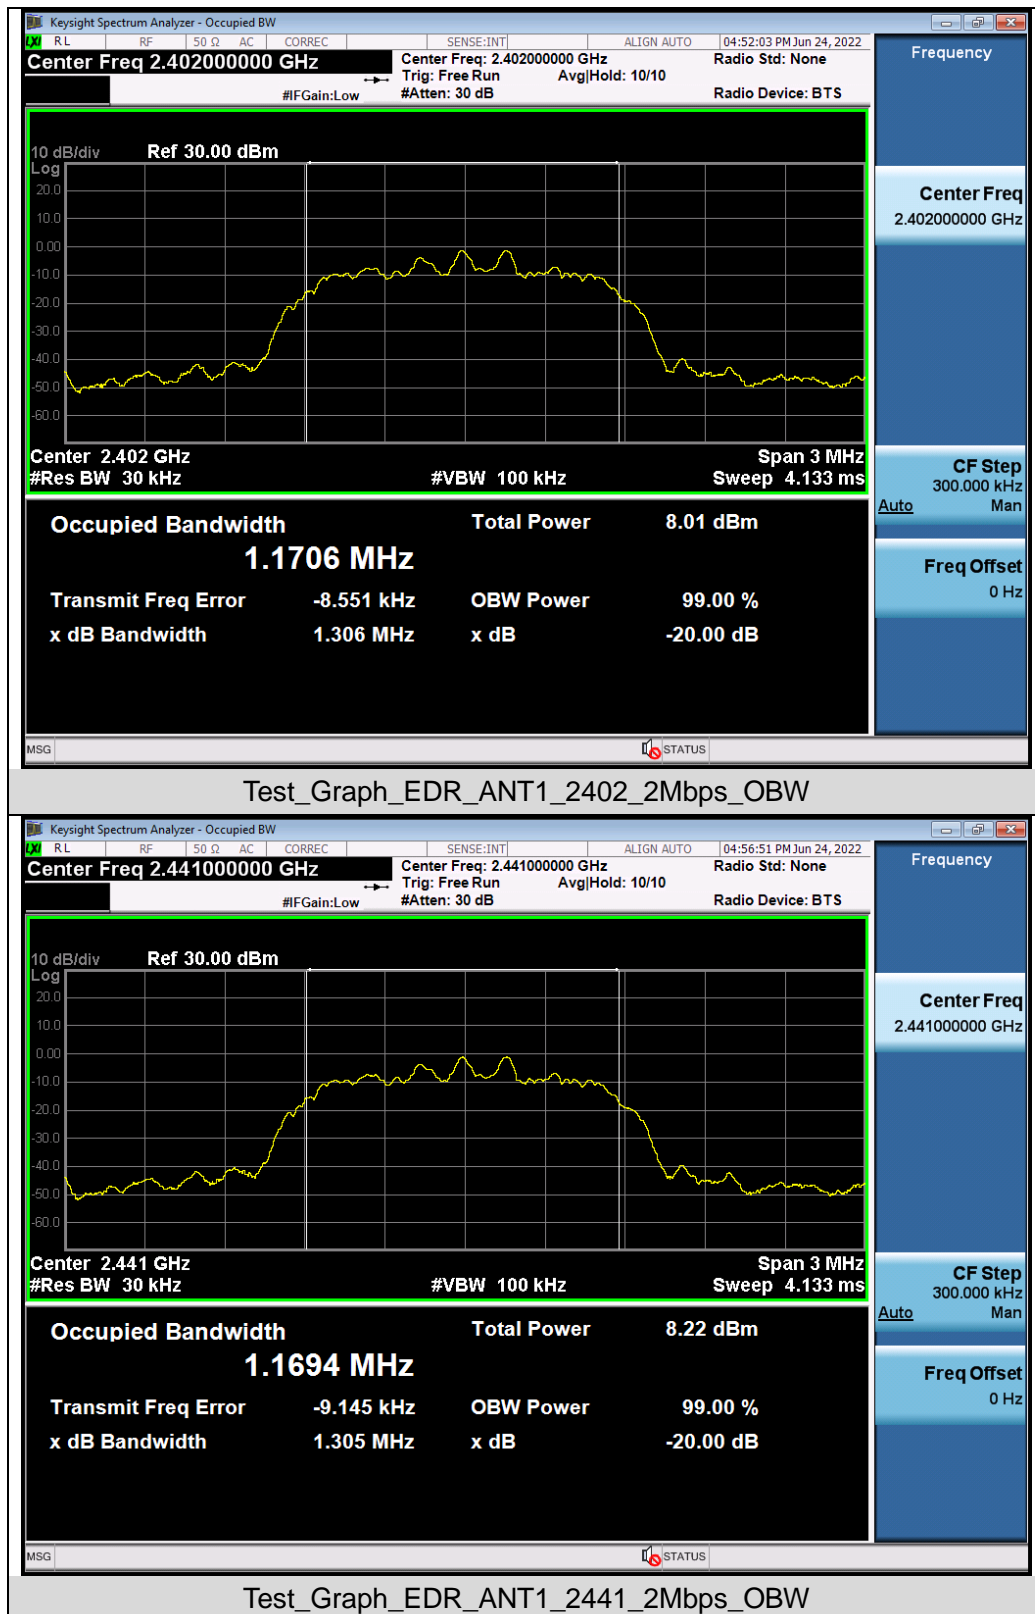 Keysight Spectrum Analyzer - Occupied BW
LXI RL RF 50 Ω AC CORREC SENSE:INT ALIGN AUTO 04:52:03 PM Jun 24, 2022
Center Freq 2.402000000 GHz
Center Freq: 2.402000000 GHz
Radio Std: None
Trig: Free Run Avg|Hold: 10/10
#IFGain:Low
#Atten: 30 dB
Radio Device: BTS
10 dB/div Ref 30.00 dBm
Log
20.0
10.0
0.00
-10.0
-20.0
-30.0
-40.0
-50.0
-60.0
Center 2.402 GHz Span 3 MHz
#Res BW 30 kHz #VBW 100 kHz Sweep 4.133 ms
Occupied Bandwidth Total Power 8.01 dBm
1.1706 MHz
Transmit Freq Error -8.551 kHz OBW Power 99.00 %
x dB Bandwidth 1.306 MHz x dB -20.00 dB
MSG STATUS
Frequency
Center Freq
2.402000000 GHz
CF Step
300.000 kHz
Auto Man
Freq Offset
0 Hz
Test_Graph_EDR_ANT1_2402_2Mbps_OBW
Keysight Spectrum Analyzer - Occupied BW
LXI RL RF 50 Ω AC CORREC SENSE:INT ALIGN AUTO 04:56:51 PM Jun 24, 2022
Center Freq 2.441000000 GHz
Center Freq: 2.441000000 GHz
Radio Std: None
Trig: Free Run Avg|Hold: 10/10
#IFGain:Low
#Atten: 30 dB
Radio Device: BTS
10 dB/div Ref 30.00 dBm
Log
20.0
10.0
0.00
-10.0
-20.0
-30.0
-40.0
-50.0
-60.0
Center 2.441 GHz Span 3 MHz
#Res BW 30 kHz #VBW 100 kHz Sweep 4.133 ms
Occupied Bandwidth Total Power 8.22 dBm
1.1694 MHz
Transmit Freq Error -9.145 kHz OBW Power 99.00 %
x dB Bandwidth 1.305 MHz x dB -20.00 dB
MSG STATUS
Frequency
Center Freq
2.441000000 GHz
CF Step
300.000 kHz
Auto Man
Freq Offset
0 Hz
Test_Graph_EDR_ANT1_2441_2Mbps_OBW